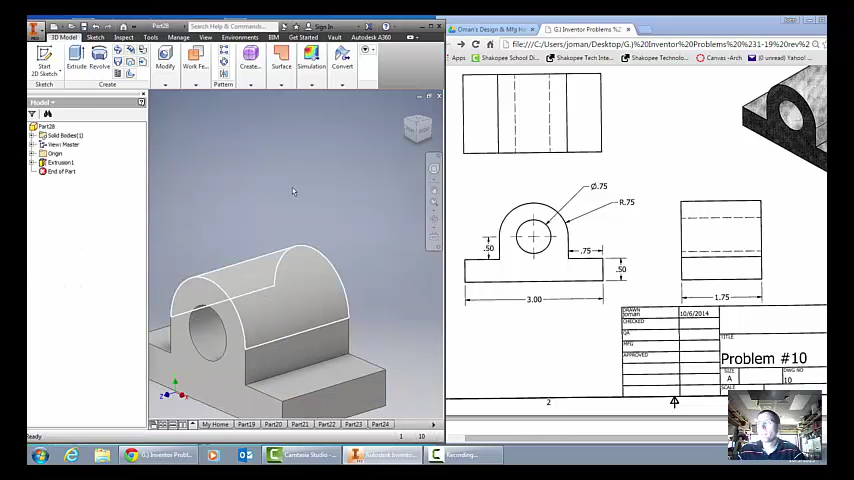 Part28
Search Help & Commands...
Sign In
3D Model
Sketch
Inspect
Tools
Manage
View
Environments
BIM
Get Started
Vault
Autodesk A360
Start
2D Sketch
Extrude
Revolve
Modify
Work Fe...
Create...
Surface
Simulation
Convert
Sketch
Pattern
Model
Part28
Solid Bodies(1)
View: Master
Origin
Extrusion1
End of Part
My Home
Part19
Part20
Part21
Part22
Part23
Part24
Ready
1
10
Oman's Design & Mfg Ho
G.) Inventor Problems %
file:///C:/Users/joman/Desktop/G.)%20Inventor%20Problems%20%231-19%20rev
Apps
Shakopee School Di
Shakopee Tech Inte
Shakopee Technolo
Canvas - Arch
(0 unread) Yahoo!
Ø.75
R.75
.50
.75
.50
3.00
1.75
DRAWN
joman
10/6/2014
CHECKED
QA
MFG
APPROVED
TITLE
Problem #10
SIZE
A
DWG NO
10
SCALE
2
G.) Inventor Probl...
Camtasia Studio -...
Autodesk Invento...
Recording...